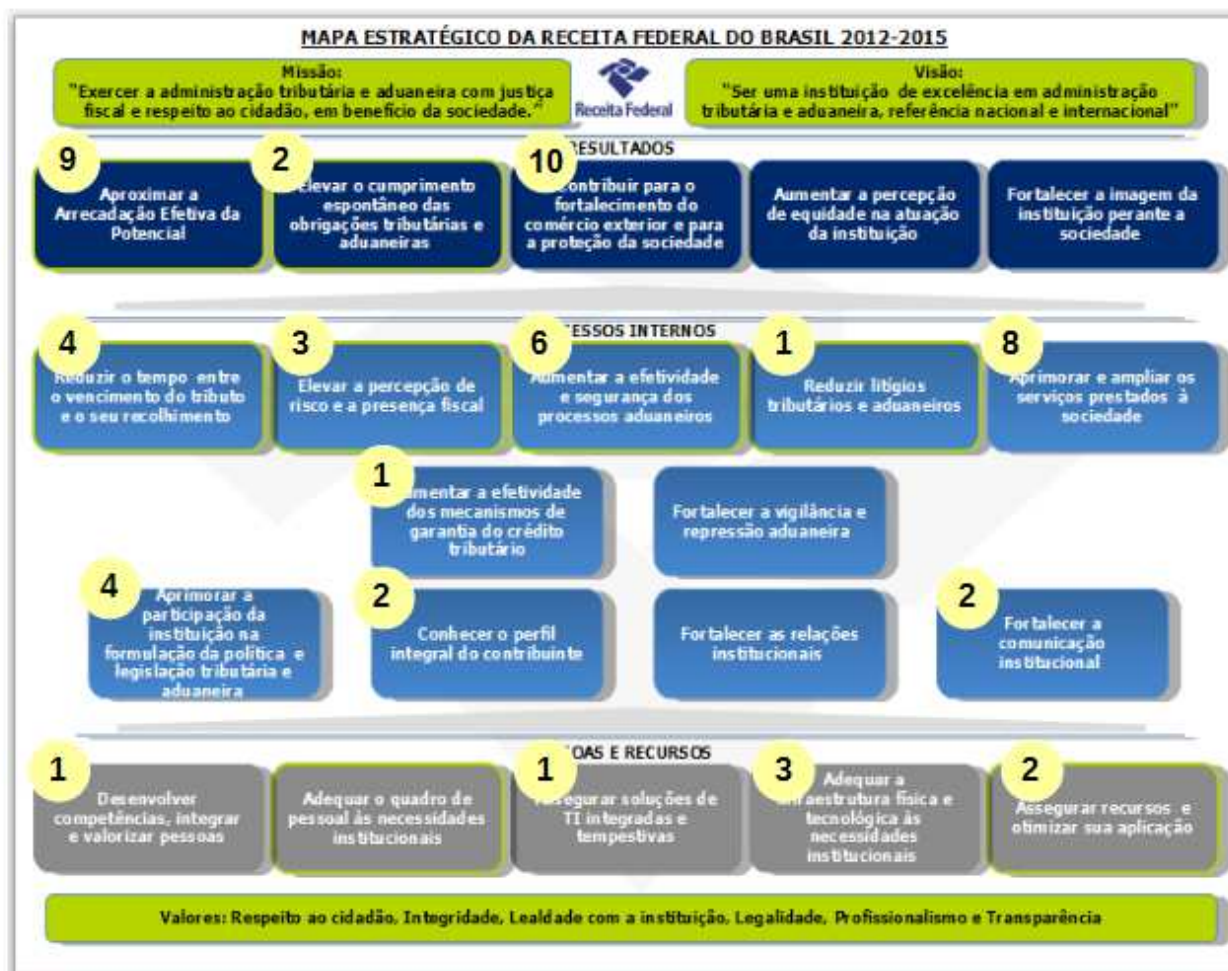 MAPA ESTRATÉGICO DA RECEITA FEDERAL DO BRASIL 2012-2015
Missão:
"Exercer a administração tributária e aduaneira com justiça
fiscal e respeito ao cidadão, em benefício da sociedade."
Receita Federal
Visão:
"Ser uma instituição de excelência em administração
tributária e aduaneira, referência nacional e internacional"
RESULTADOS
9
Aproximar a
Arrecadação Efetiva da
Potencial
2
Elevar o cumprimento
espontâneo das
obrigações tributárias e
aduaneiras
10
Contribuir para o
fortalecimento do
comércio exterior e para
a proteção da sociedade
Aumentar a percepção
de equidade na atuação
da instituição
Fortalecer a imagem da
instituição perante a
sociedade
CESSOS INTERNOS
4
Reduzir o tempo entre
o vencimento do tributo
e o seu recolhimento
3
Elevar a percepção de
risco e a presença fiscal
6
Aumentar a efetividade
e segurança dos
processos aduaneiros
1
Reduzir litígios
tributários e aduaneiros
8
Aprimorar e ampliar os
serviços prestados à
sociedade
1
umentar a efetividade
dos mecanismos de
garantia do crédito
tributário
Fortalecer a vigilância e
repressão aduaneira
4
Aprimorar a
participação da
instituição na
formulação da política e
legislação tributária e
aduaneira
2
Conhecer o perfil
integral do contribuinte
Fortalecer as relações
institucionais
2
Fortalecer a
comunicação
institucional
OAS E RECURSOS
1
Desenvolver
competências, integrar
e valorizar pessoas
Adequar o quadro de
pessoal às necessidades
institucionais
1
Assegurar soluções de
TI integradas e
tempestivas
3
Adequar a
infraestrutura física e
tecnológica às
necessidades
institucionais
2
Assegurar recursos e
otimizar sua aplicação
Valores: Respeito ao cidadão, Integridade, Lealdade com a instituição, Legalidade, Profissionalismo e Transparência